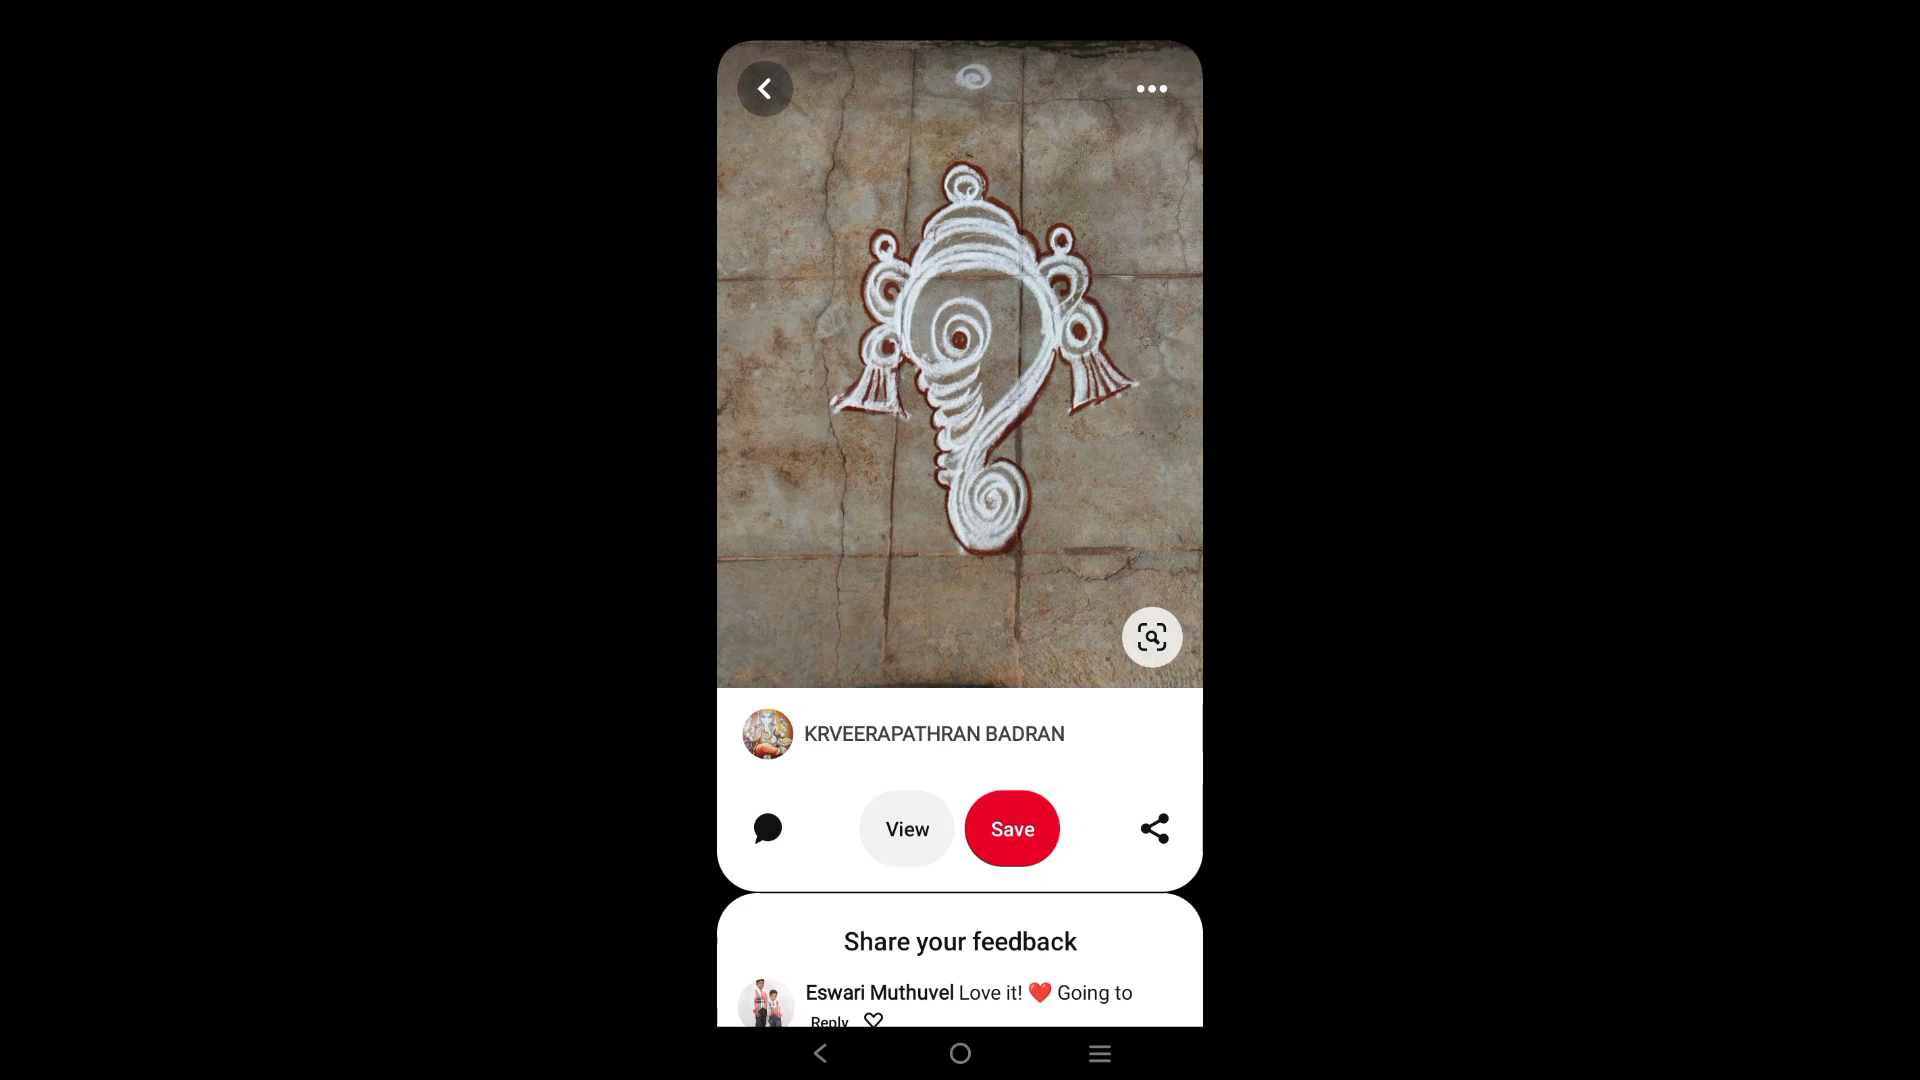 KRVEERAPATHRAN BADRAN
View
Save
Share your feedback
Eswari Muthuvel Love it! ❤️ Going to
Reply